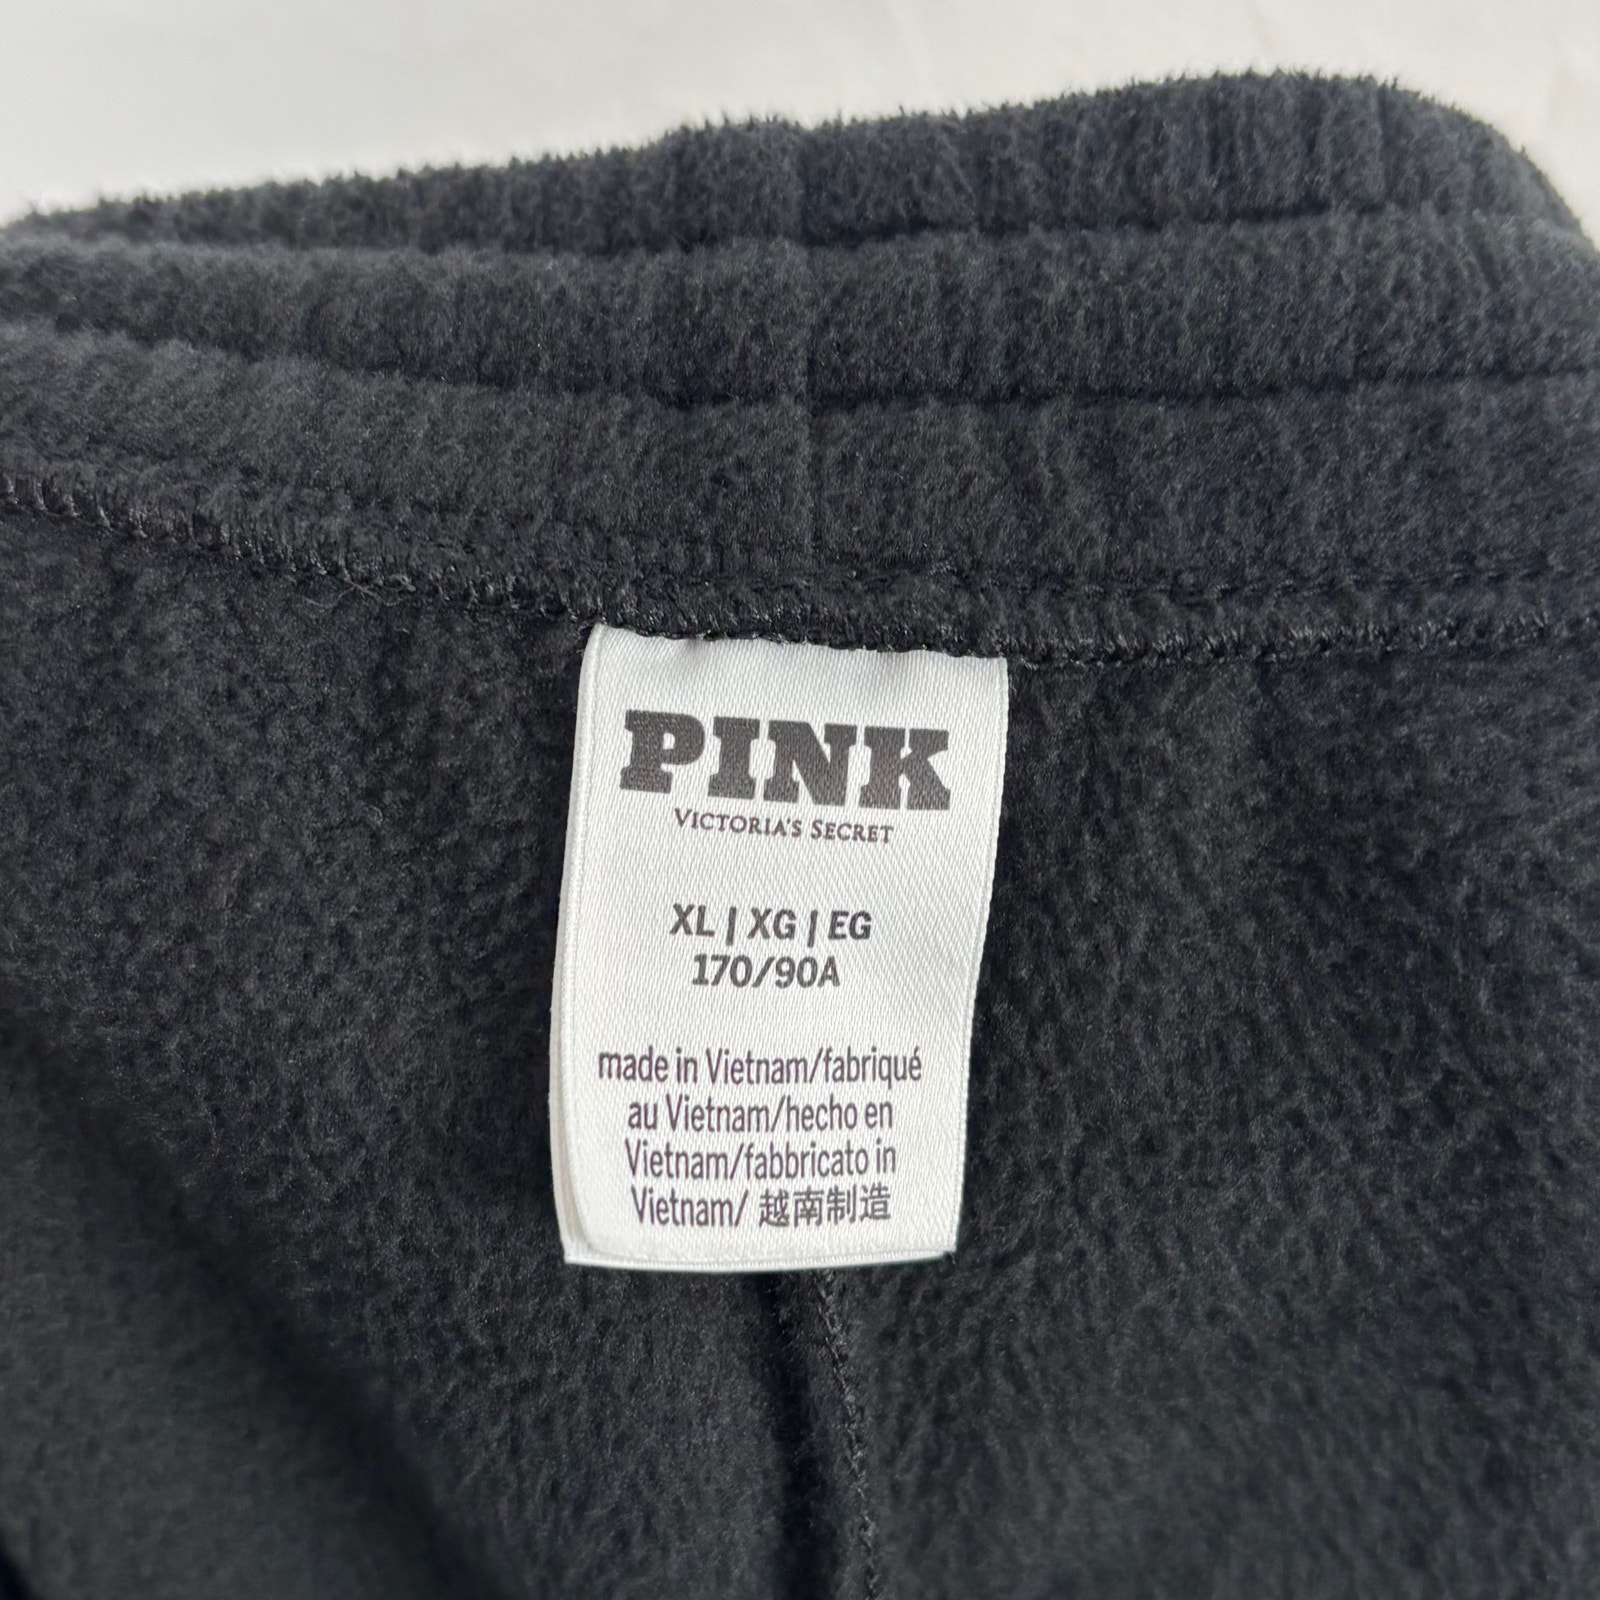 PINK
VICTORIA'S SECRET
XL | XG | EG
170/90A
made in Vietnam/fabriqué
au Vietnam/hecho en
Vietnam/fabbricato in
Vietnam/ 越南制造